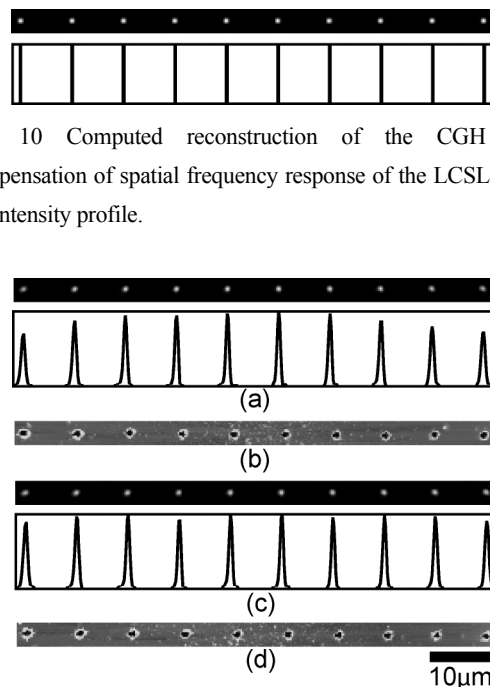 10 Computed reconstruction of the CGH
pensation of spatial frequency response of the LCSL
ntensity profile.
(a)
(b)
(c)
(d)
10μm